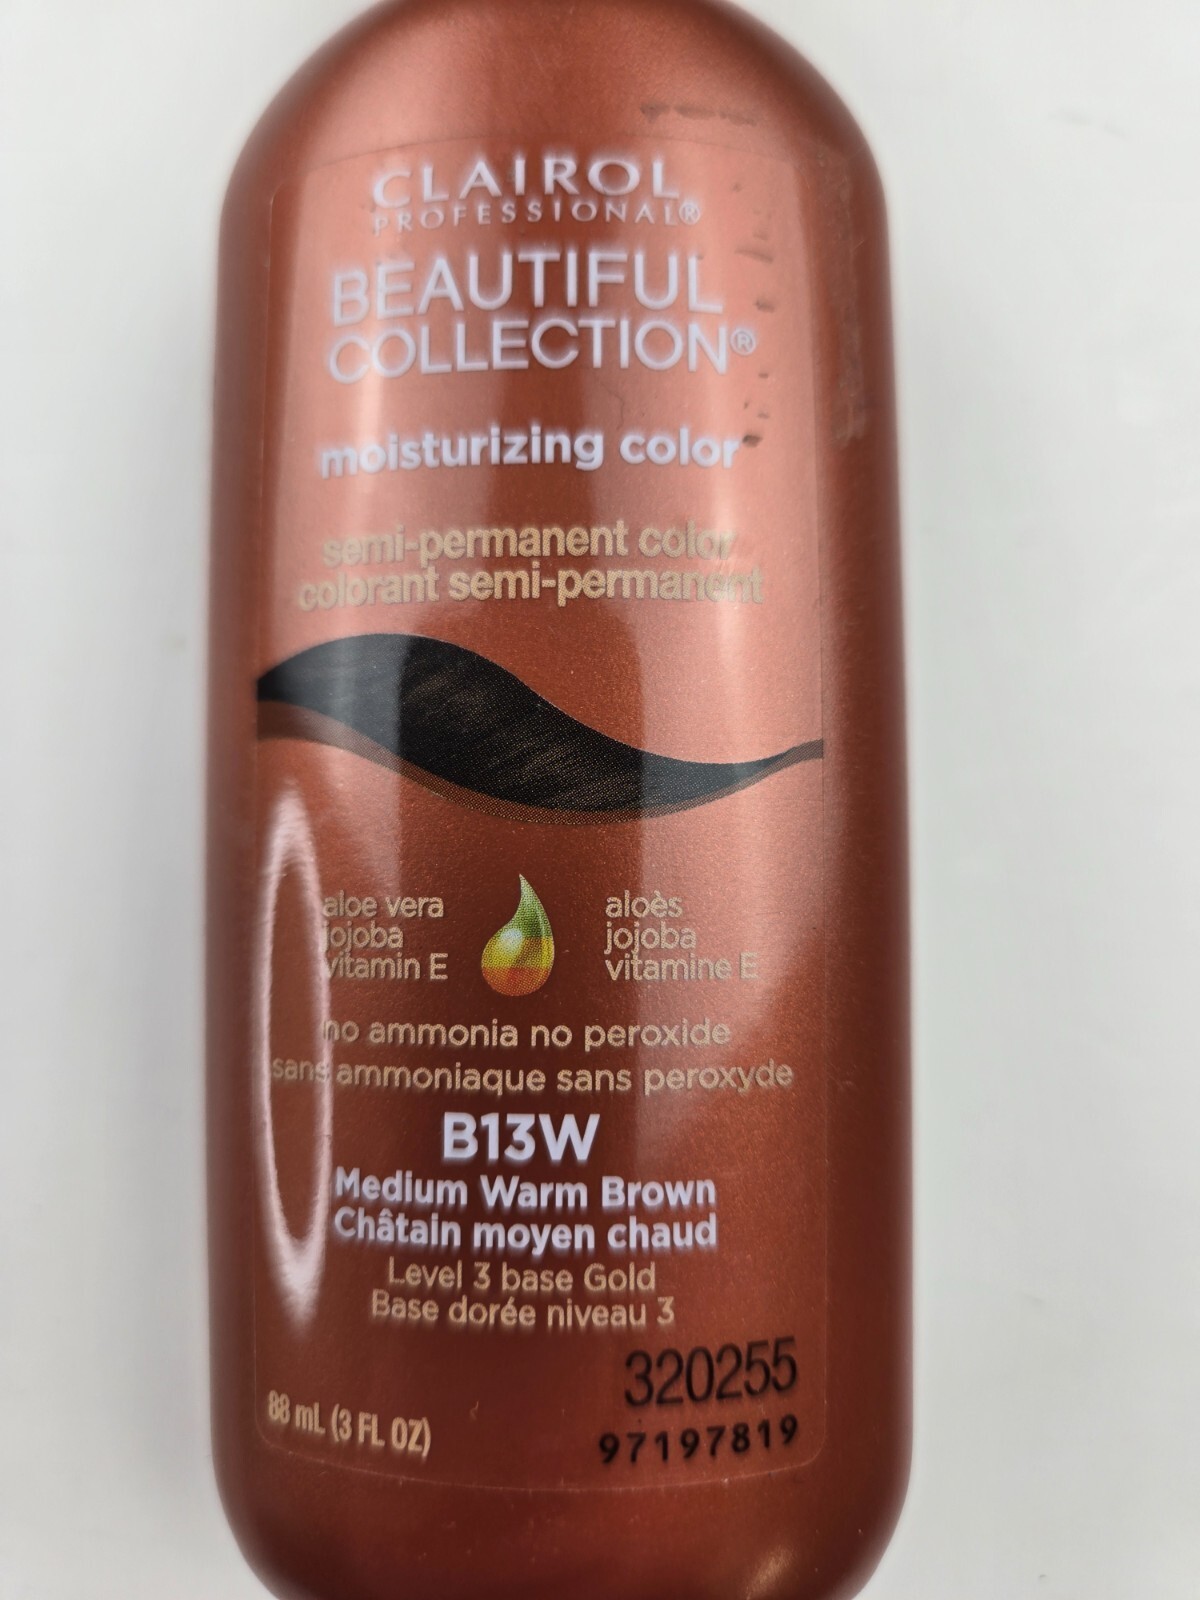 CLAIROL
PROFESSIONAL®
BEAUTIFUL
COLLECTION®
moisturizing color
semi-permanent color
colorant semi-permanent
aloe vera
jojoba
vitamin E
aloès
jojoba
vitamine E
no ammonia no peroxide
sans ammoniaque sans peroxyde
B13W
Medium Warm Brown
Châtain moyen chaud
Level 3 base Gold
Base dorée niveau 3
320255
97197819
88 mL (3 FL OZ)